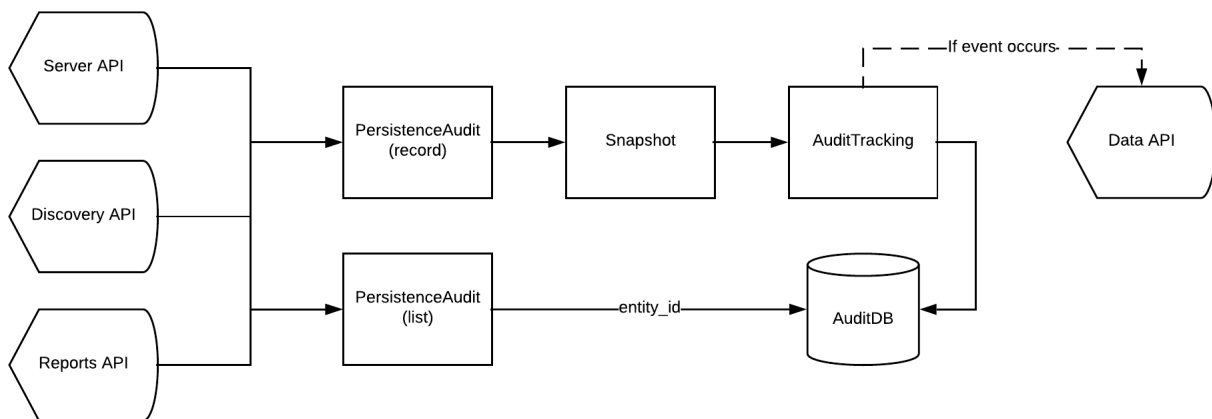 Server API
If event occurs
PersistenceAudit
(record)
Snapshot
AuditTracking
Data API
Discovery API
PersistenceAudit
(list)
entity_id
AuditDB
Reports API